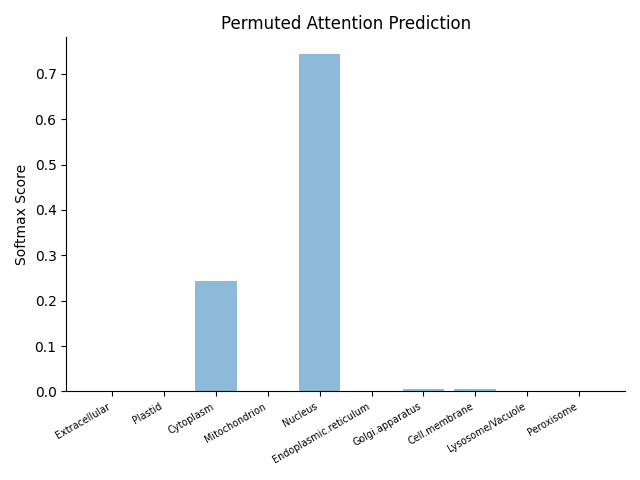 Permuted Attention Prediction
Softmax Score
0.7
0.6
0.5
0.4
0.3
0.2
0.1
0.0
Extracellular
Plastid
Cytoplasm
Mitochondrion
Nucleus
Endoplasmic.reticulum
Golgi.apparatus
Cell.membrane
Lysosome/Vacuole
Peroxisome